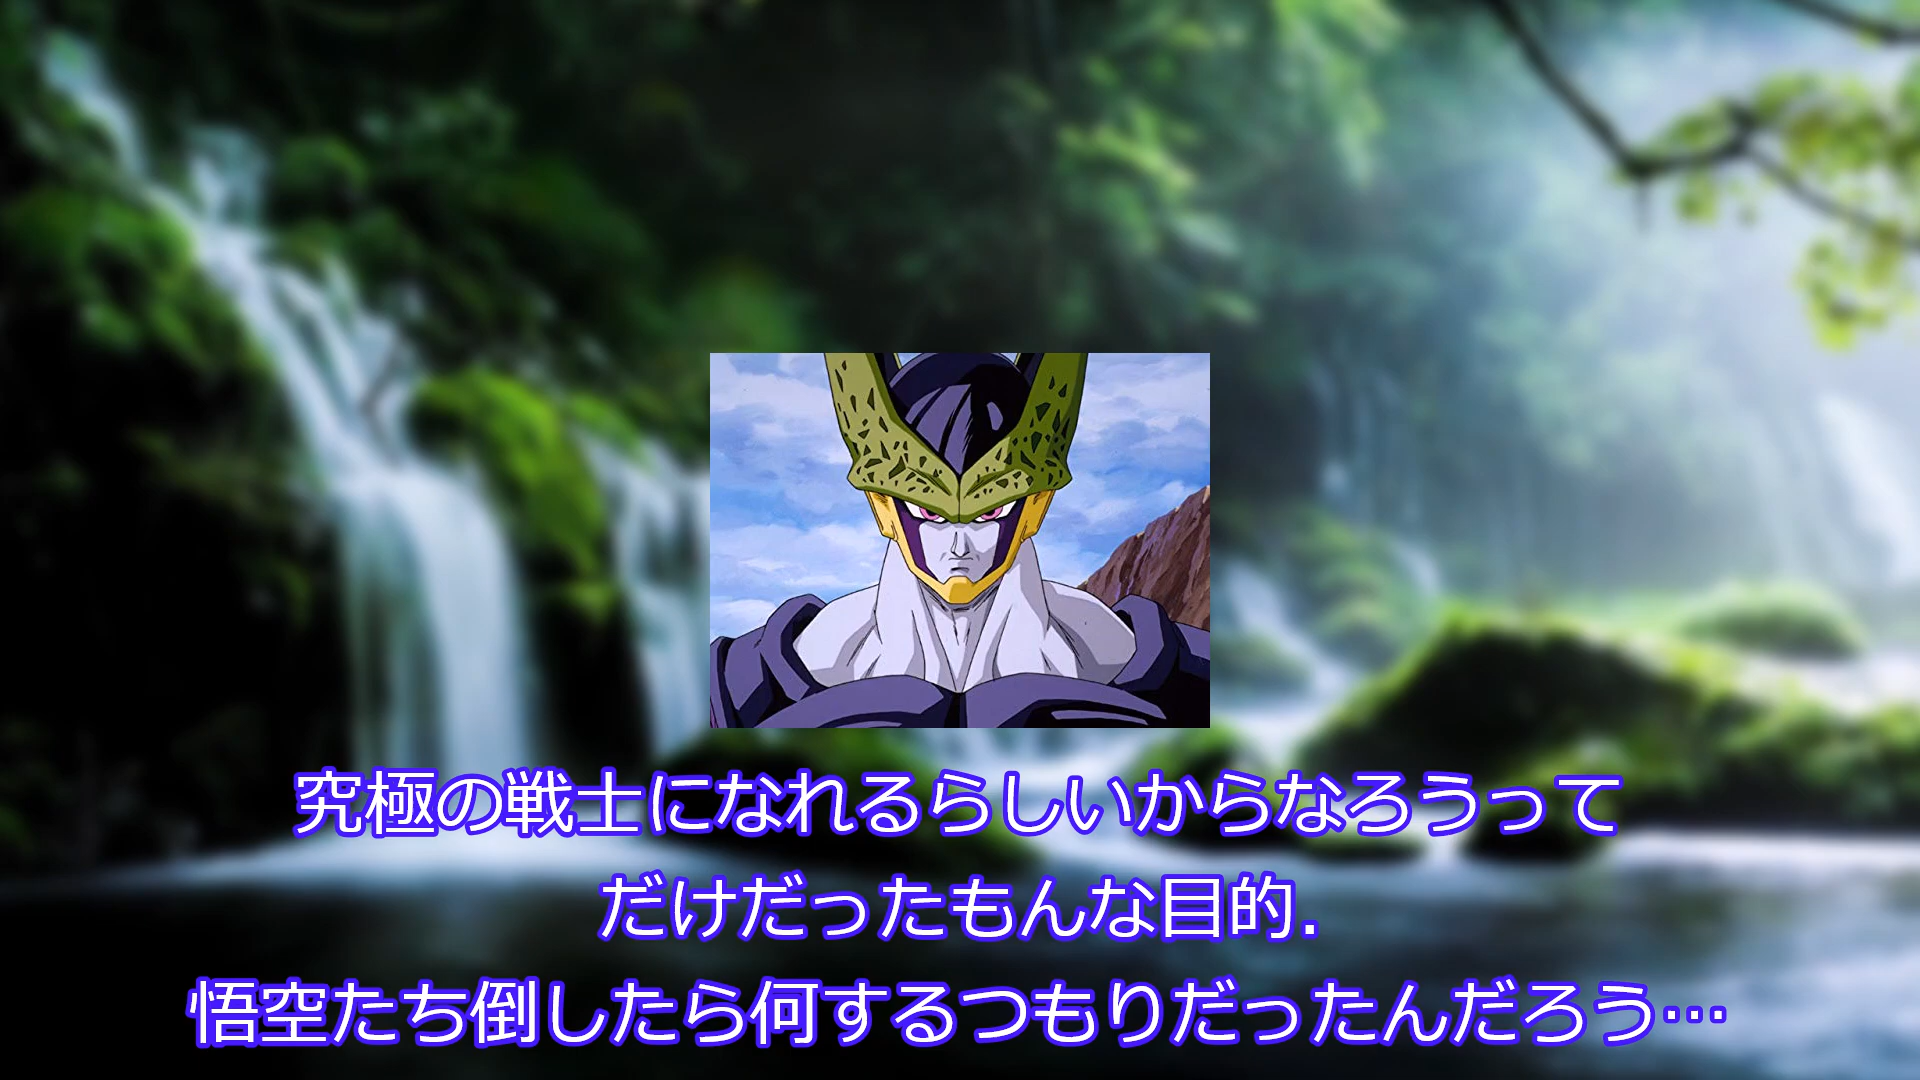 究極の戦士になれるらしいからなろうって
だけだったもんな目的.
悟空たち倒したら何するつもりだったんだろう…